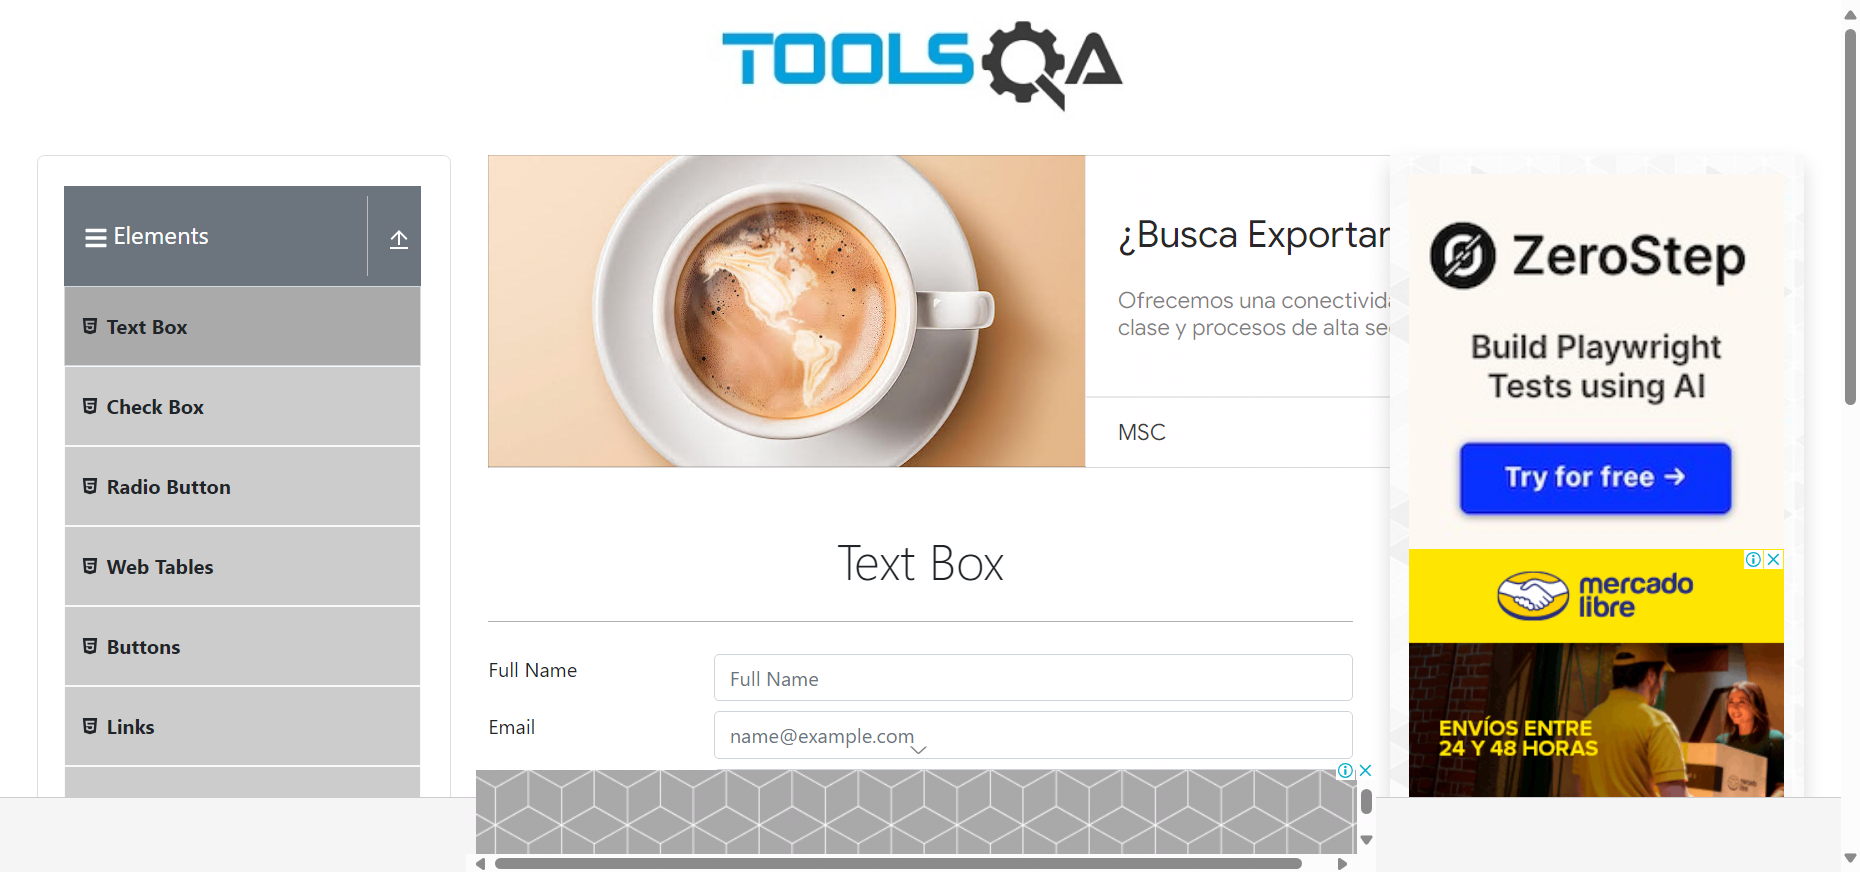 TOOLSQA
Elements
Text Box
Check Box
Radio Button
Web Tables
Buttons
Links
¿Busca Exportar
Ofrecemos una conectivida
clase y procesos de alta se
MSC
Text Box
Full Name
Full Name
Email
name@example.com
ZeroStep
Build Playwright
Tests using AI
Try for free →
mercado
libre
ENVÍOS ENTRE
24 Y 48 HORAS